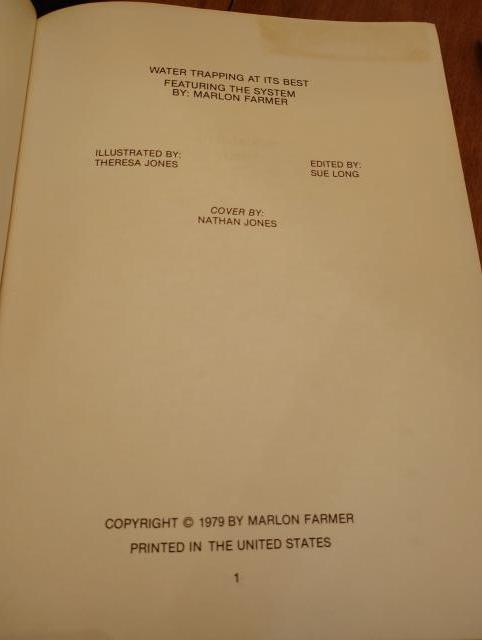 WATER TRAPPING AT ITS BEST
FEATURING THE SYSTEM
BY: MARLON FARMER
ILLUSTRATED BY:
THERESA JONES
EDITED BY:
SUE LONG
COVER BY:
NATHAN JONES
COPYRIGHT © 1979 BY MARLON FARMER
PRINTED IN THE UNITED STATES
1